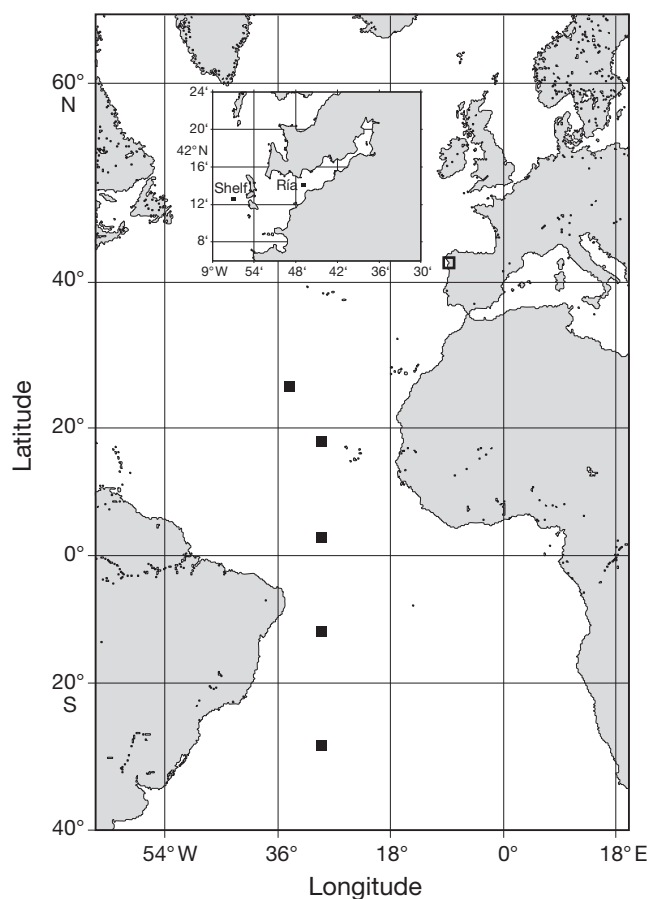 60°
N
24'
20'
42°N
16'
Shelf
Ría
12'
8'
9°W 54' 48' 42' 36' 30'
40°
20°
0°
20°
S
40°
54°W 36° 18° 0° 18°E
Latitude
Longitude